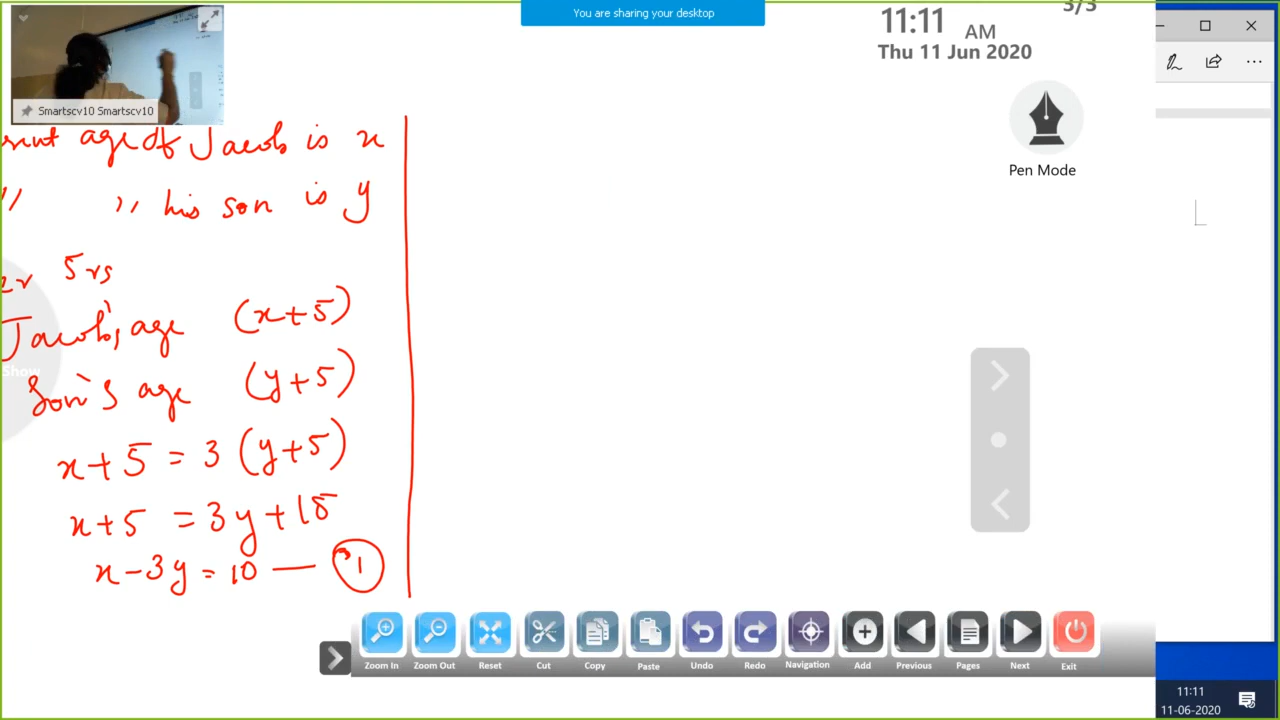 You are sharing your desktop
3/3
11:11 AM
Thu 11 Jun 2020
Smartscv10 Smartscv10
Pen Mode
age of Jacob is x
" " his son is y
5 rs
Jacob's age (x+5)
Show
Son's age (y+5)
x+5 = 3 (y+5)
x+5 = 3y+15
x-3y = 10 — 1
Zoom In Zoom Out Reset Cut Copy Paste Undo Redo Navigation Add Previous Pages Next Exit
11:11
11-06-2020